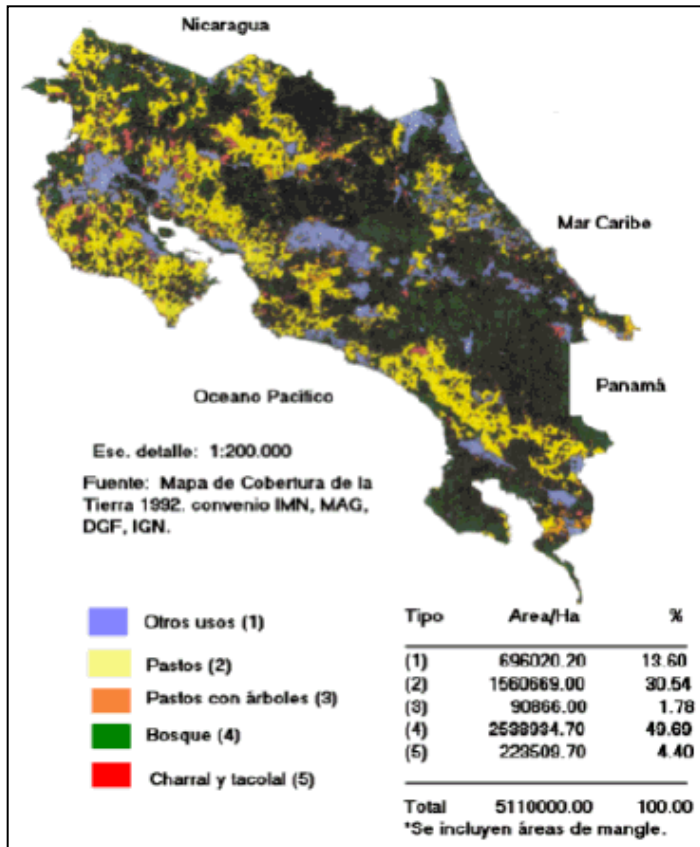 Nicaragua
Mar Caribe
Panamá
Oceano Pacífico
Esc. detalle: 1:200.000
Fuente: Mapa de Cobertura de la
Tierra 1992. convenio IMN, MAG,
DGF, IGN.
Otros usos (1)
Pastos (2)
Pastos con árboles (3)
Bosque (4)
Charral y tacolal (5)
Tipo Area/Ha %
(1) 696020.20 13.60
(2) 1560669.00 30.54
(3) 90866.00 1.78
(4) 2538934.70 49.69
(5) 223509.70 4.40
Total 5110000.00 100.00
*Se incluyen áreas de mangle.